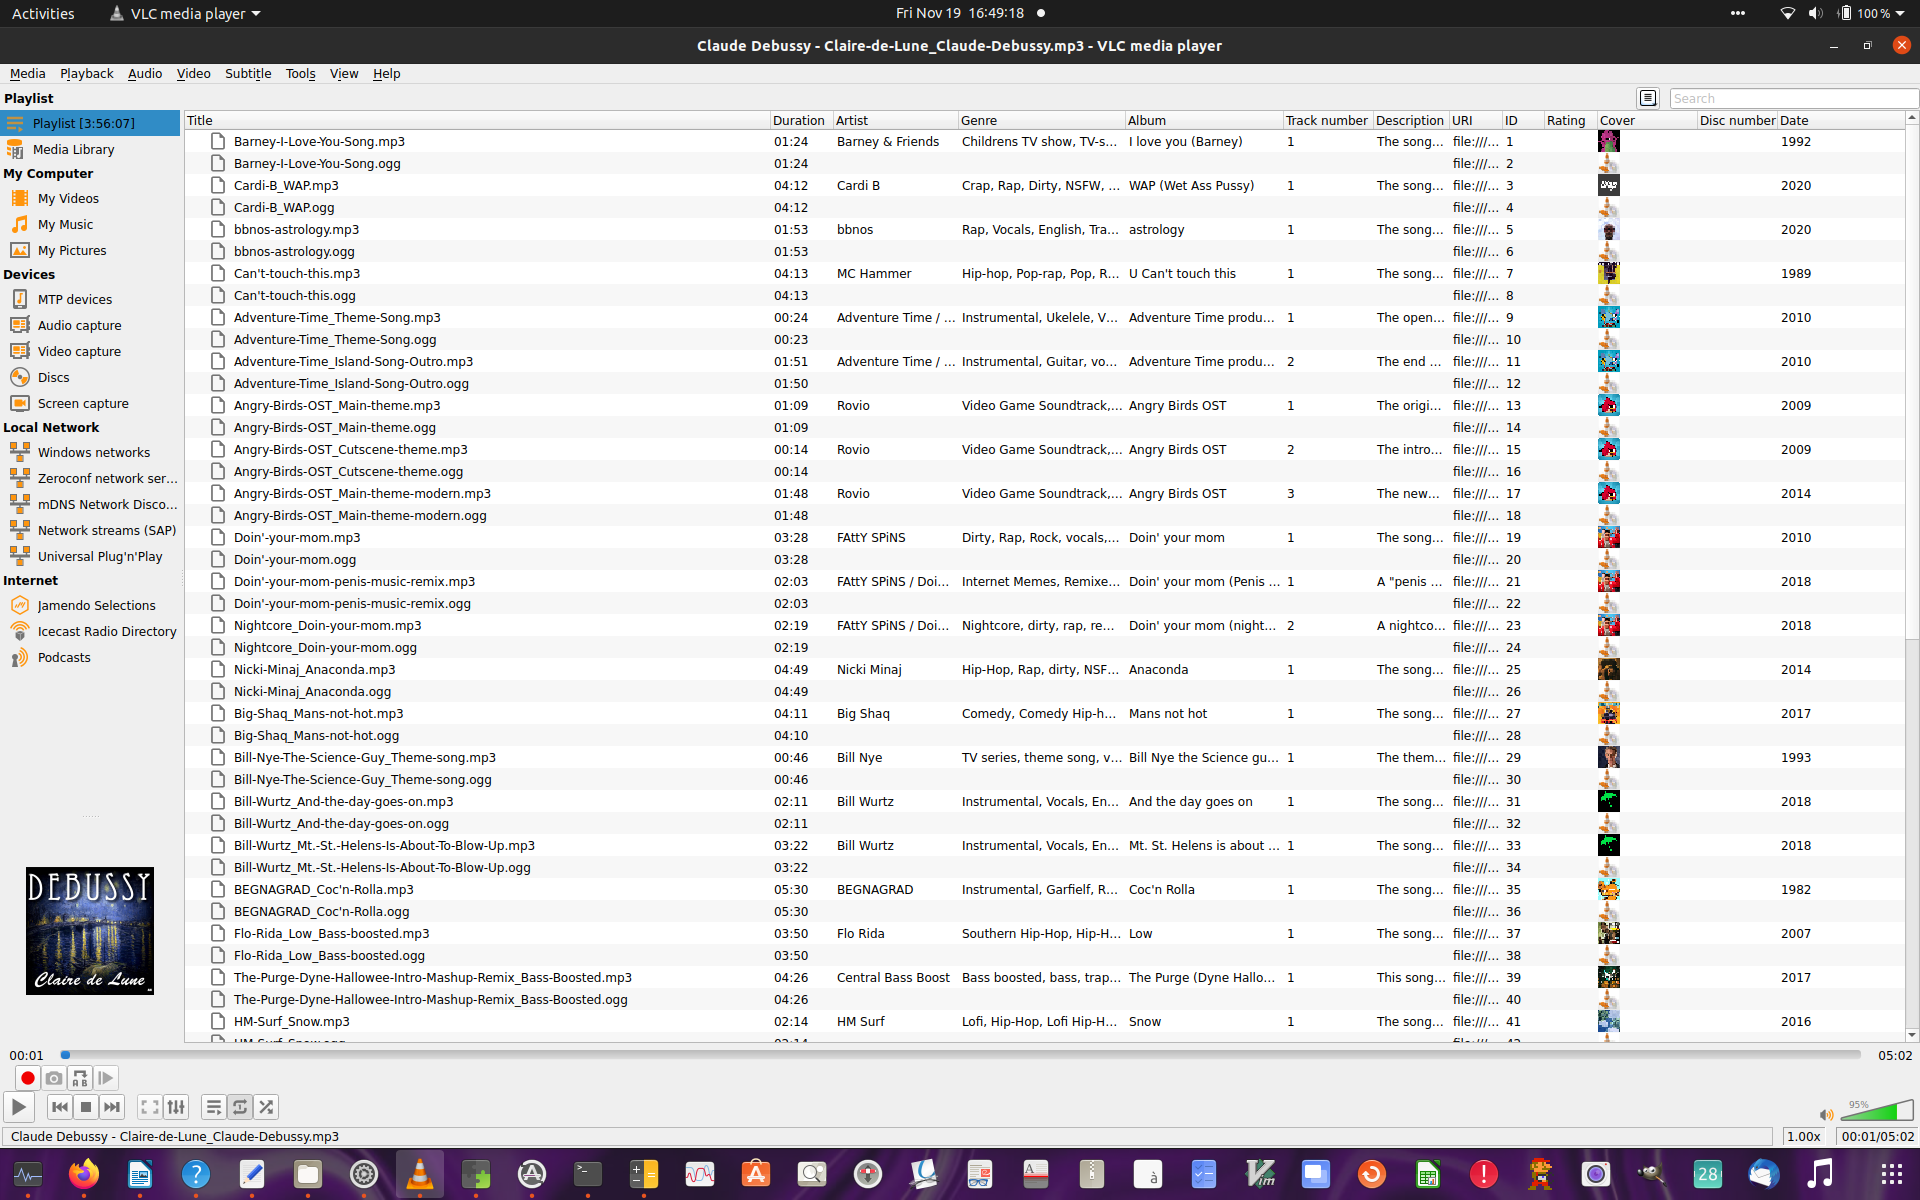 Activities VLC media player Fri Nov 19 16:49:18 100 %
Claude Debussy - Claire-de-Lune_Claude-Debussy.mp3 - VLC media player
Media Playback Audio Video Subtitle Tools View Help
Playlist
Search
Playlist [3:56:07]
Media Library
My Computer
My Videos
My Music
My Pictures
Devices
MTP devices
Audio capture
Video capture
Discs
Screen capture
Local Network
Windows networks
Zeroconf network ser...
mDNS Network Disco...
Network streams (SAP)
Universal Plug'n'Play
Internet
Jamendo Selections
Icecast Radio Directory
Podcasts
DEBUSSY
Claire de Lune
Title Duration Artist Genre Album Track number Description URI ID Rating Cover Disc number Date
Barney-I-Love-You-Song.mp3 01:24 Barney & Friends Childrens TV show, TV-s... I love you (Barney) 1 The song... file:///... 1 1992
Barney-I-Love-You-Song.ogg 01:24 file:///... 2
Cardi-B_WAP.mp3 04:12 Cardi B Crap, Rap, Dirty, NSFW, ... WAP (Wet Ass Pussy) 1 The song... file:///... 3 2020
Cardi-B_WAP.ogg 04:12 file:///... 4
bbnos-astrology.mp3 01:53 bbnos Rap, Vocals, English, Tra... astrology 1 The song... file:///... 5 2020
bbnos-astrology.ogg 01:53 file:///... 6
Can't-touch-this.mp3 04:13 MC Hammer Hip-hop, Pop-rap, Pop, R... U Can't touch this 1 The song... file:///... 7 1989
Can't-touch-this.ogg 04:13 file:///... 8
Adventure-Time_Theme-Song.mp3 00:24 Adventure Time / ... Instrumental, Ukelele, V... Adventure Time produ... 1 The open... file:///... 9 2010
Adventure-Time_Theme-Song.ogg 00:23 file:///... 10
Adventure-Time_Island-Song-Outro.mp3 01:51 Adventure Time / ... Instrumental, Guitar, vo... Adventure Time produ... 2 The end ... file:///... 11 2010
Adventure-Time_Island-Song-Outro.ogg 01:50 file:///... 12
Angry-Birds-OST_Main-theme.mp3 01:09 Rovio Video Game Soundtrack,... Angry Birds OST 1 The origi... file:///... 13 2009
Angry-Birds-OST_Main-theme.ogg 01:09 file:///... 14
Angry-Birds-OST_Cutscene-theme.mp3 00:14 Rovio Video Game Soundtrack,... Angry Birds OST 2 The intro... file:///... 15 2009
Angry-Birds-OST_Cutscene-theme.ogg 00:14 file:///... 16
Angry-Birds-OST_Main-theme-modern.mp3 01:48 Rovio Video Game Soundtrack,... Angry Birds OST 3 The new... file:///... 17 2014
Angry-Birds-OST_Main-theme-modern.ogg 01:48 file:///... 18
Doin'-your-mom.mp3 03:28 FAttY SPiNS Dirty, Rap, Rock, vocals,... Doin' your mom 1 The song... file:///... 19 2010
Doin'-your-mom.ogg 03:28 file:///... 20
Doin'-your-mom-penis-music-remix.mp3 02:03 FAttY SPiNS / Doi... Internet Memes, Remixe... Doin' your mom (Penis ... 1 A "penis ... file:///... 21 2018
Doin'-your-mom-penis-music-remix.ogg 02:03 file:///... 22
Nightcore_Doin-your-mom.mp3 02:19 FAttY SPiNS / Doi... Nightcore, dirty, rap, re... Doin' your mom (night... 2 A nightco... file:///... 23 2018
Nightcore_Doin-your-mom.ogg 02:19 file:///... 24
Nicki-Minaj_Anaconda.mp3 04:49 Nicki Minaj Hip-Hop, Rap, dirty, NSF... Anaconda 1 The song... file:///... 25 2014
Nicki-Minaj_Anaconda.ogg 04:49 file:///... 26
Big-Shaq_Mans-not-hot.mp3 04:11 Big Shaq Comedy, Comedy Hip-h... Mans not hot 1 The song... file:///... 27 2017
Big-Shaq_Mans-not-hot.ogg 04:10 file:///... 28
Bill-Nye-The-Science-Guy_Theme-song.mp3 00:46 Bill Nye TV series, theme song, v... Bill Nye the Science gu... 1 The them... file:///... 29 1993
Bill-Nye-The-Science-Guy_Theme-song.ogg 00:46 file:///... 30
Bill-Wurtz_And-the-day-goes-on.mp3 02:11 Bill Wurtz Instrumental, Vocals, En... And the day goes on 1 The song... file:///... 31 2018
Bill-Wurtz_And-the-day-goes-on.ogg 02:11 file:///... 32
Bill-Wurtz_Mt.-St.-Helens-Is-About-To-Blow-Up.mp3 03:22 Bill Wurtz Instrumental, Vocals, En... Mt. St. Helens is about ... 1 The song... file:///... 33 2018
Bill-Wurtz_Mt.-St.-Helens-Is-About-To-Blow-Up.ogg 03:22 file:///... 34
BEGNAGRAD_Coc'n-Rolla.mp3 05:30 BEGNAGRAD Instrumental, Garfielf, R... Coc'n Rolla 1 The song... file:///... 35 1982
BEGNAGRAD_Coc'n-Rolla.ogg 05:30 file:///... 36
Flo-Rida_Low_Bass-boosted.mp3 03:50 Flo Rida Southern Hip-Hop, Hip-H... Low 1 The song... file:///... 37 2007
Flo-Rida_Low_Bass-boosted.ogg 03:50 file:///... 38
The-Purge-Dyne-Hallowee-Intro-Mashup-Remix_Bass-Boosted.mp3 04:26 Central Bass Boost Bass boosted, bass, trap... The Purge (Dyne Hallo... 1 This song... file:///... 39 2017
The-Purge-Dyne-Hallowee-Intro-Mashup-Remix_Bass-Boosted.ogg 04:26 file:///... 40
HM-Surf_Snow.mp3 02:14 HM Surf Lofi, Hip-Hop, Lofi Hip-H... Snow 1 The song... file:///... 41 2016
00:01 05:02
A B
95%
Claude Debussy - Claire-de-Lune_Claude-Debussy.mp3 1.00x 00:01/05:02
28